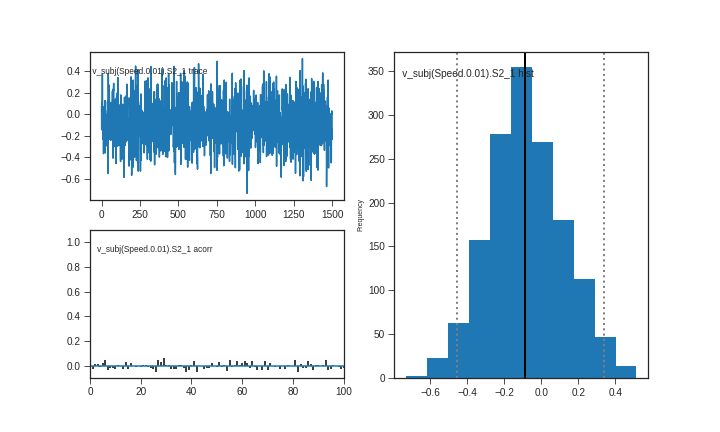 v_subj(Speed.0.01).S2_1 trace
0.4
0.2
0.0
−0.2
−0.4
−0.6
0 250 500 750 1000 1250 1500
v_subj(Speed.0.01).S2_1 acorr
1.0
0.8
0.6
0.4
0.2
0.0
0 20 40 60 80 100
v_subj(Speed.0.01).S2_1 hist
Frequency
350
300
250
200
150
100
50
0
−0.6 −0.4 −0.2 0.0 0.2 0.4